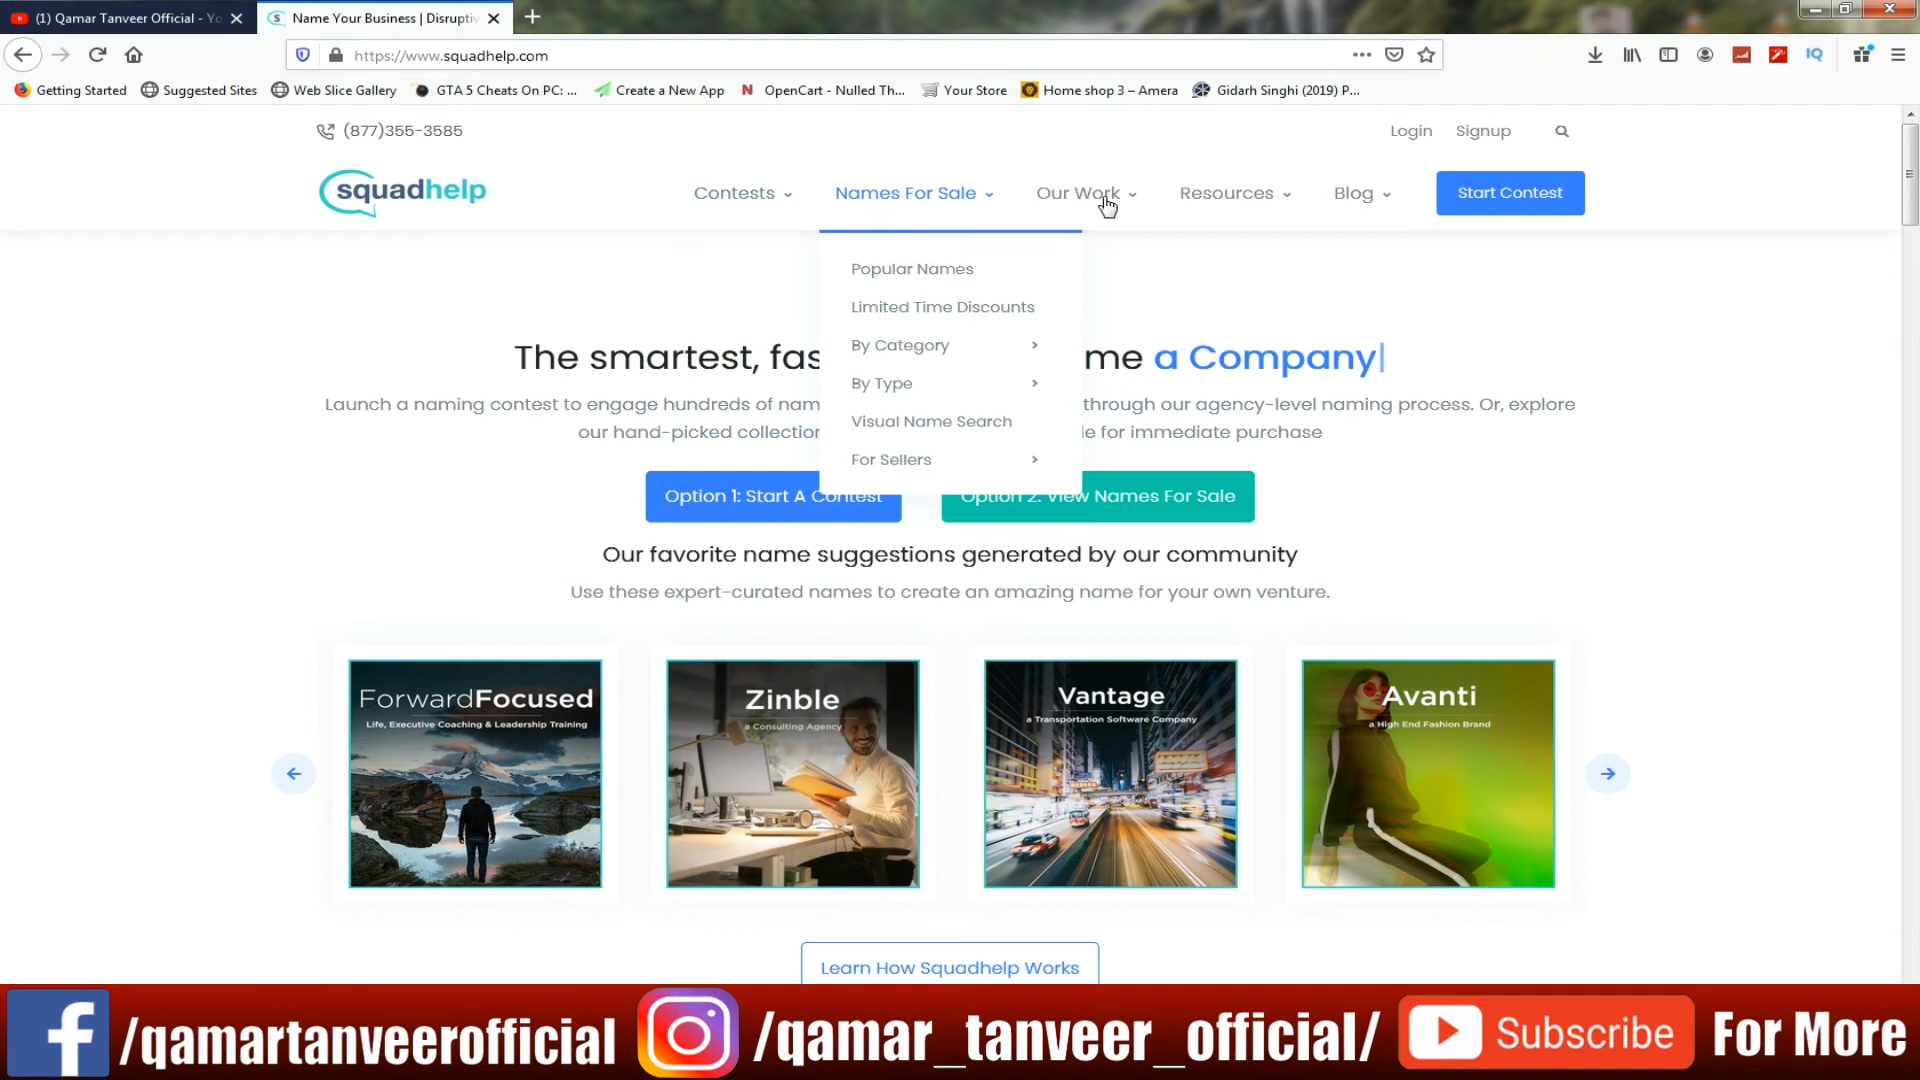 (1) Qamar Tanveer Official - Yo
Name Your Business | Disruptiv
https://www.squadhelp.com
IQ
Getting Started
Suggested Sites
Web Slice Gallery
GTA 5 Cheats On PC: ...
Create a New App
N OpenCart - Nulled Th...
Your Store
Home shop 3 – Amera
Gidarh Singhi (2019) P...
(877)355-3585
Login
Signup
squadhelp
Contests
Names For Sale
Our Work
Resources
Blog
Start Contest
Popular Names
Limited Time Discounts
By Category
By Type
Visual Name Search
For Sellers
The smartest, fas me a Company|
Launch a naming contest to engage hundreds of nam through our agency-level naming process. Or, explore
our hand-picked collection le for immediate purchase
Option 1: Start A Contest
Option 2: View Names For Sale
Our favorite name suggestions generated by our community
Use these expert-curated names to create an amazing name for your own venture.
ForwardFocused
Life, Executive Coaching & Leadership Training
Zinble
a Consulting Agency
Vantage
a Transportation Software Company
Avanti
a High End Fashion Brand
Learn How Squadhelp Works
f /qamartanveerofficial
/qamar_tanveer_official/
Subscribe
For More